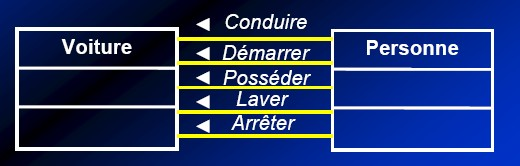 Conduire
Voiture
Personne
Démarrer
Posséder
Laver
Arrêter